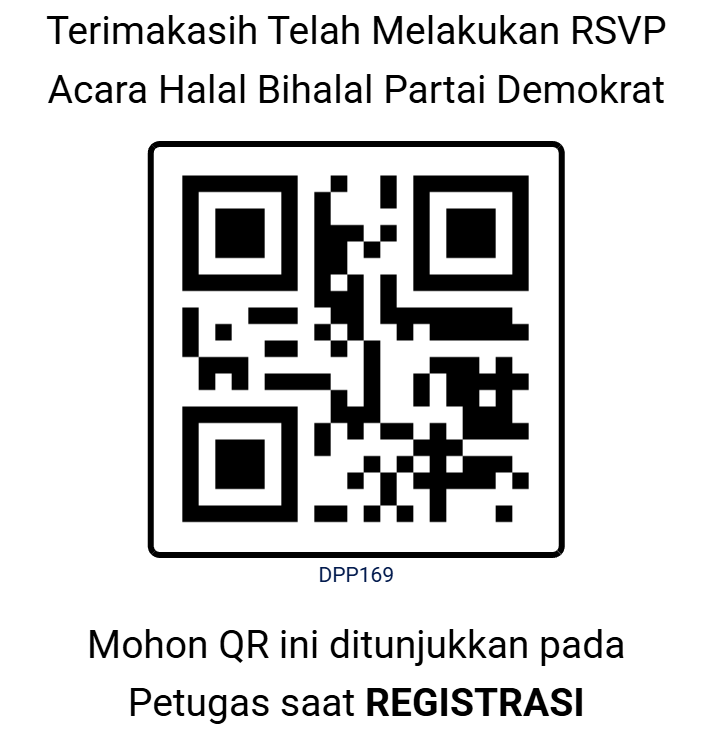 Terimakasih Telah Melakukan RSVP
Acara Halal Bihalal Partai Demokrat
DPP169
Mohon QR ini ditunjukkan pada
Petugas saat REGISTRASI